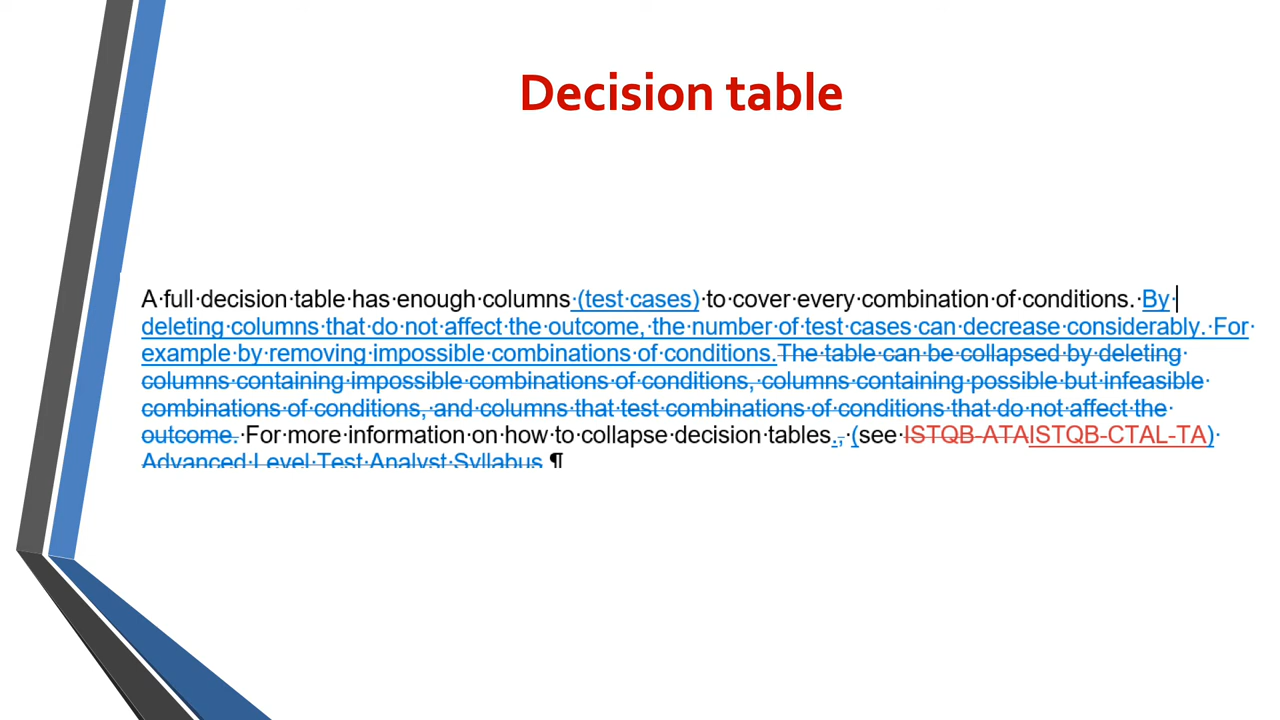 Decision table
A full decision table has enough columns (test cases) to cover every combination of conditions. By
deleting columns that do not affect the outcome, the number of test cases can decrease considerably. For
example by removing impossible combinations of conditions.The table can be collapsed by deleting
columns containing impossible combinations of conditions, columns containing possible but infeasible
combinations of conditions, and columns that test combinations of conditions that do not affect the
outcome. For more information on how to collapse decision tables., (see ISTQB-ATAISTQB-CTAL-TA)
Advanced Level Test Analyst Syllabus ¶